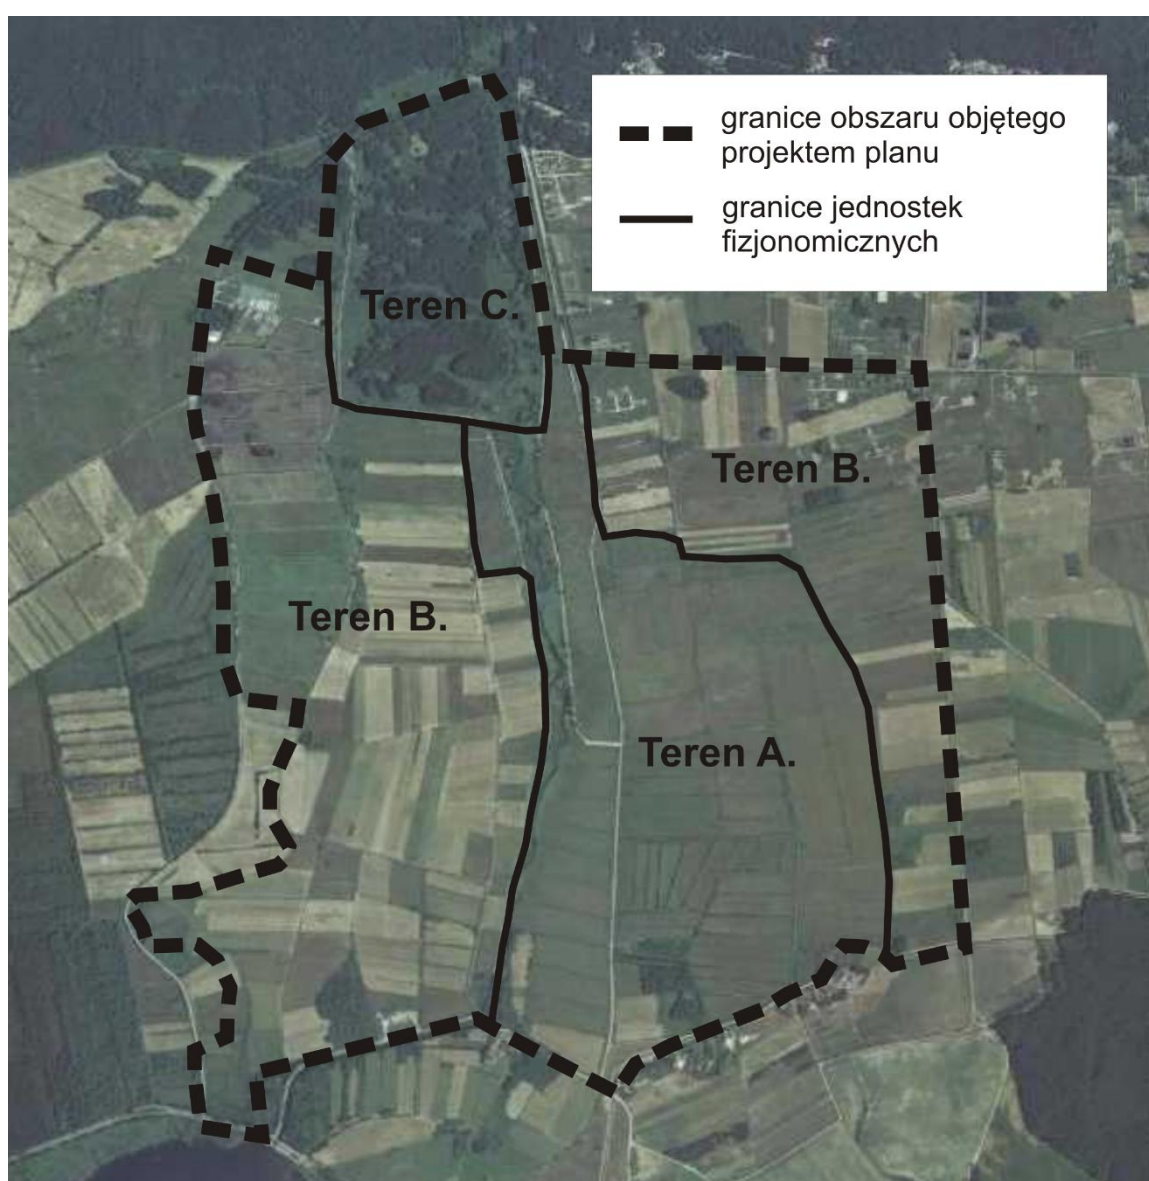 granice obszaru objętego
projektem planu
granice jednostek
fizjonomicznych
Teren C.
Teren B.
Teren B.
Teren A.